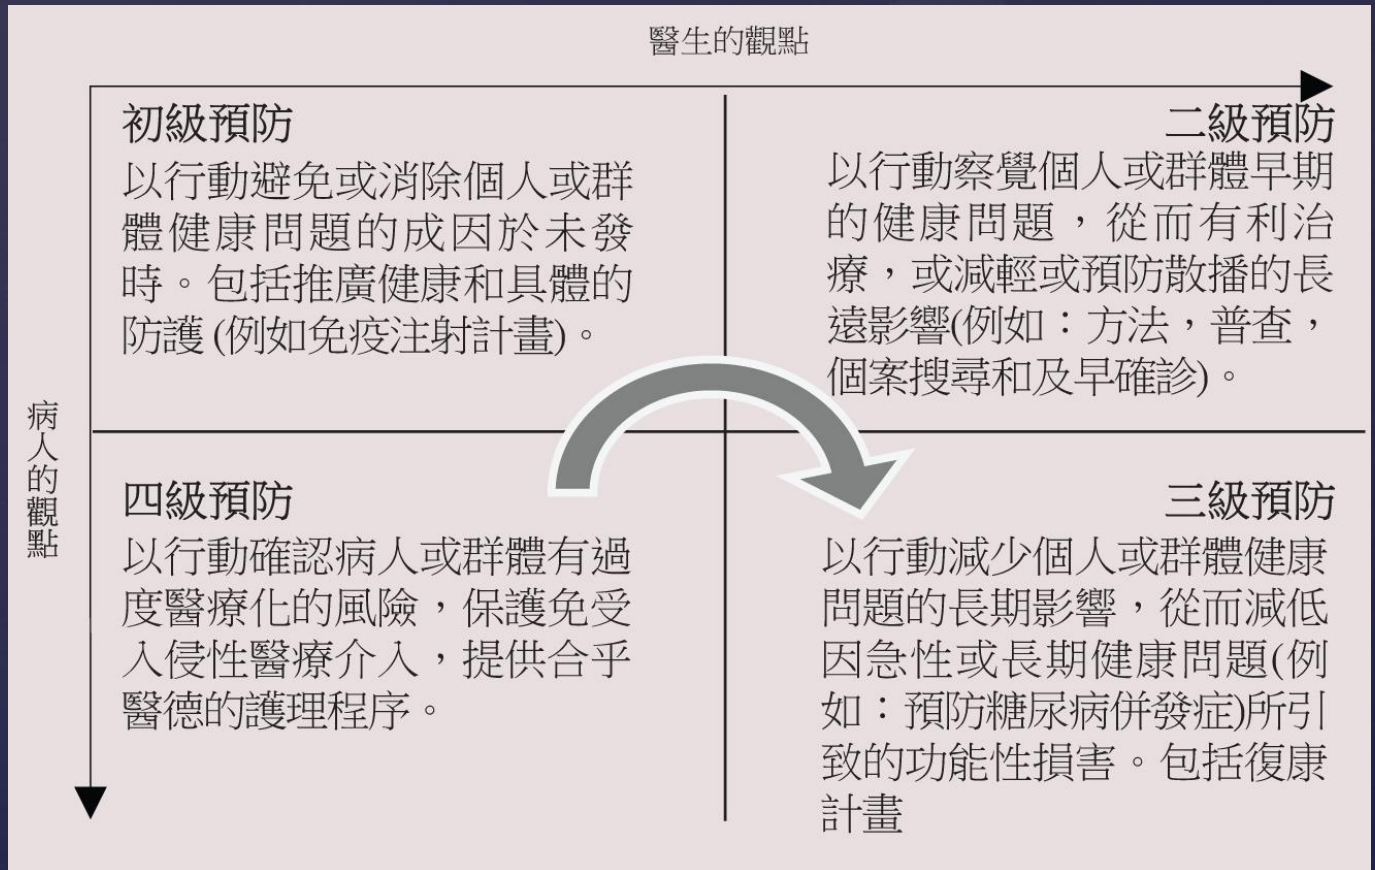 醫生的觀點
初級預防
以行動避免或消除個人或群
體健康問題的成因於未發
時。包括推廣健康和具體的
防護 (例如免疫注射計畫)。
二級預防
以行動察覺個人或群體早期
的健康問題，從而有利治
療，或減輕或預防散播的長
遠影響(例如：方法，普查，
個案搜尋和及早確診)。
病人的觀點
四級預防
以行動確認病人或群體有過
度醫療化的風險，保護免受
入侵性醫療介入，提供合乎
醫德的護理程序。
三級預防
以行動減少個人或群體健康
問題的長期影響，從而減低
因急性或長期健康問題(例
如：預防糖尿病併發症)所引
致的功能性損害。包括復康
計畫